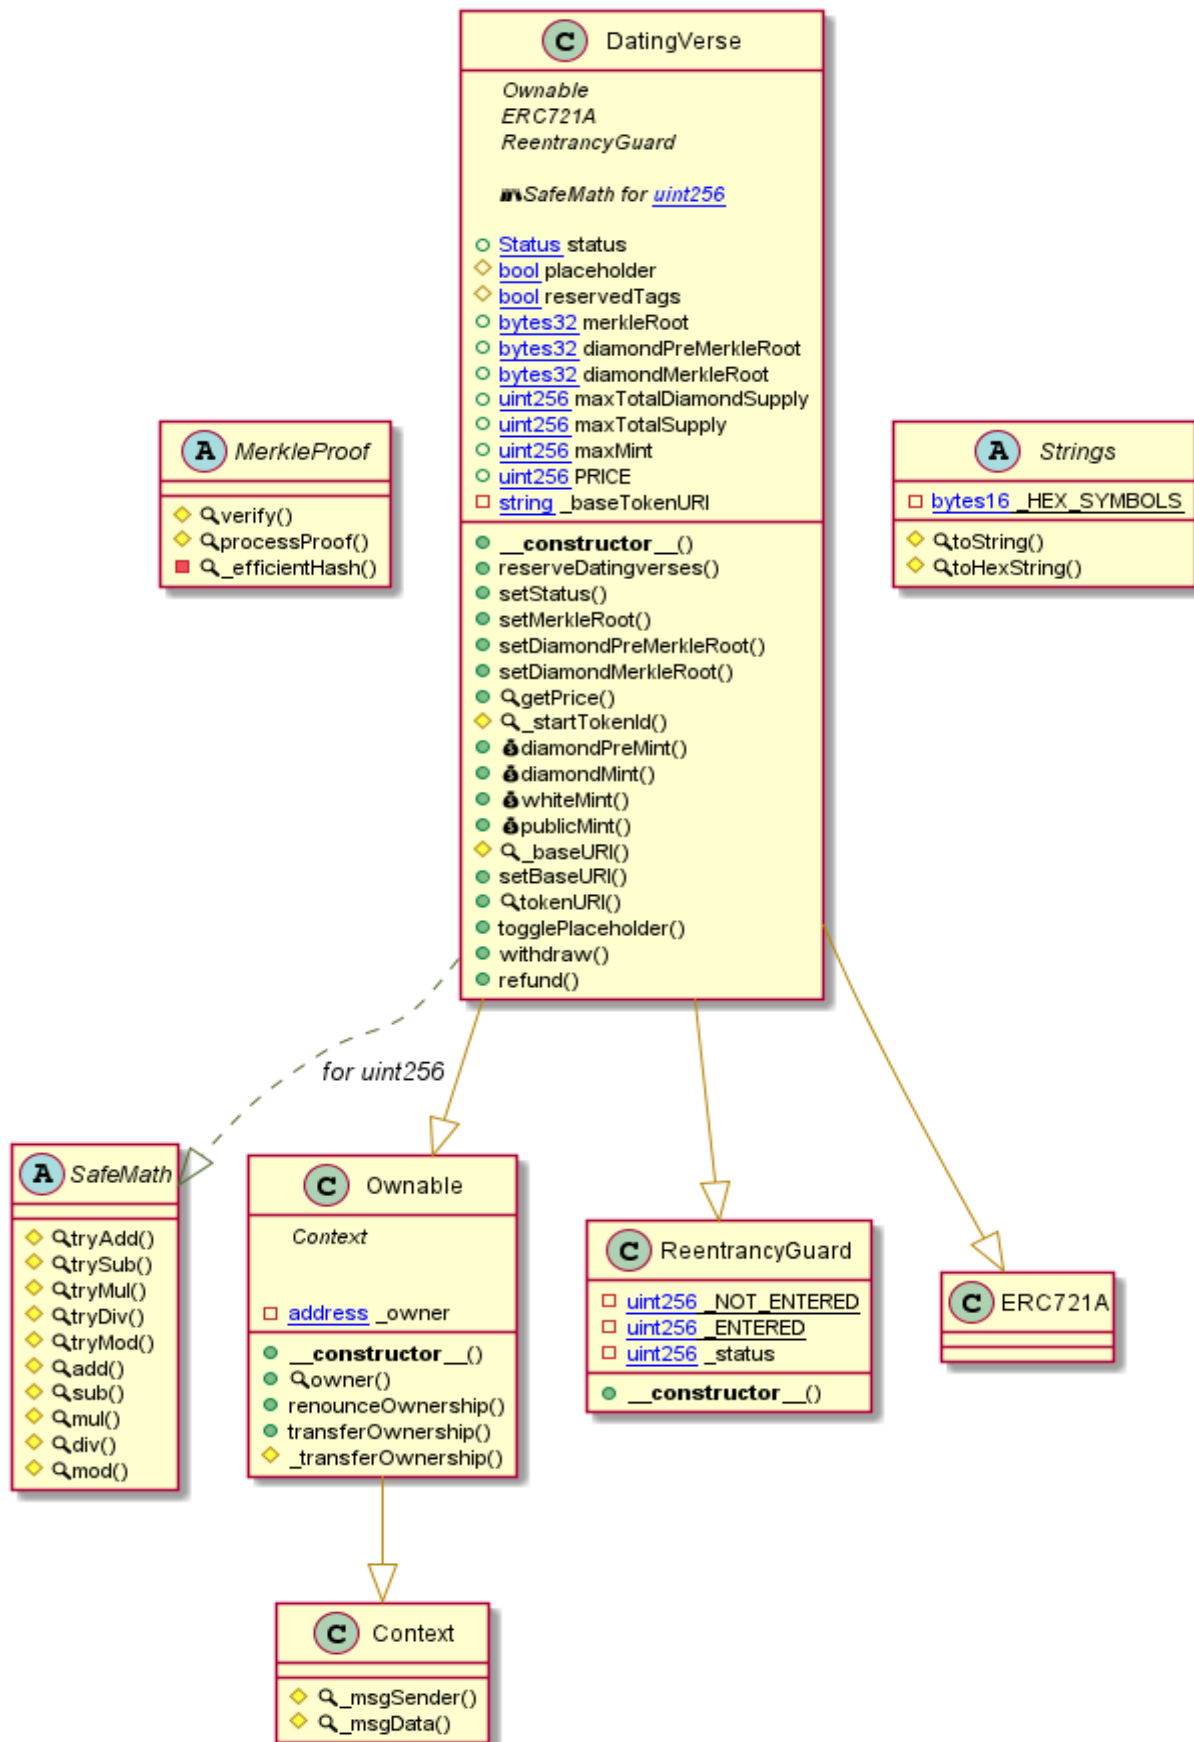 C DatingVerse
Ownable
ERC721A
ReentrancyGuard
SafeMath for uint256
Status status
bool placeholder
bool reservedTags
bytes32 merkleRoot
bytes32 diamondPreMerkleRoot
bytes32 diamondMerkleRoot
uint256 maxTotalDiamondSupply
uint256 maxTotalSupply
uint256 maxMint
uint256 PRICE
string _baseTokenURI
__constructor__()
reserveDatingverses()
setStatus()
setMerkleRoot()
setDiamondPreMerkleRoot()
setDiamondMerkleRoot()
getPrice()
_startTokenId()
diamondPreMint()
diamondMint()
whiteMint()
publicMint()
_baseURI()
setBaseURI()
tokenURI()
togglePlaceholder()
withdraw()
refund()
A MerkleProof
verify()
processProof()
_efficientHash()
A Strings
bytes16 _HEX_SYMBOLS
toString()
toHexString()
for uint256
A SafeMath
tryAdd()
trySub()
tryMul()
tryDiv()
tryMod()
add()
sub()
mul()
div()
mod()
C Ownable
Context
address _owner
__constructor__()
owner()
renounceOwnership()
transferOwnership()
_transferOwnership()
C ReentrancyGuard
uint256 _NOT_ENTERED
uint256 _ENTERED
uint256 _status
__constructor__()
C ERC721A
C Context
_msgSender()
_msgData()